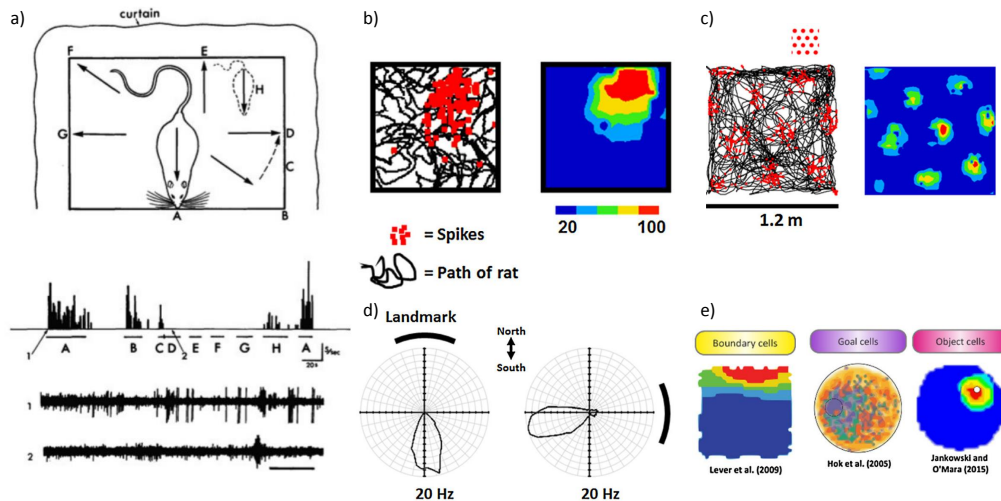 a)
curtain
F
E
H
G
D
C
A
B
1
A
B
C
D
2
E
F
G
H
A
5/sec
20s
1
2
b)
20
100
= Spikes
= Path of rat
c)
1.2 m
d)
Landmark
North
South
20 Hz
20 Hz
e)
Boundary cells
Goal cells
Object cells
Lever et al. (2009)
Hok et al. (2005)
Jankowski and
O'Mara (2015)